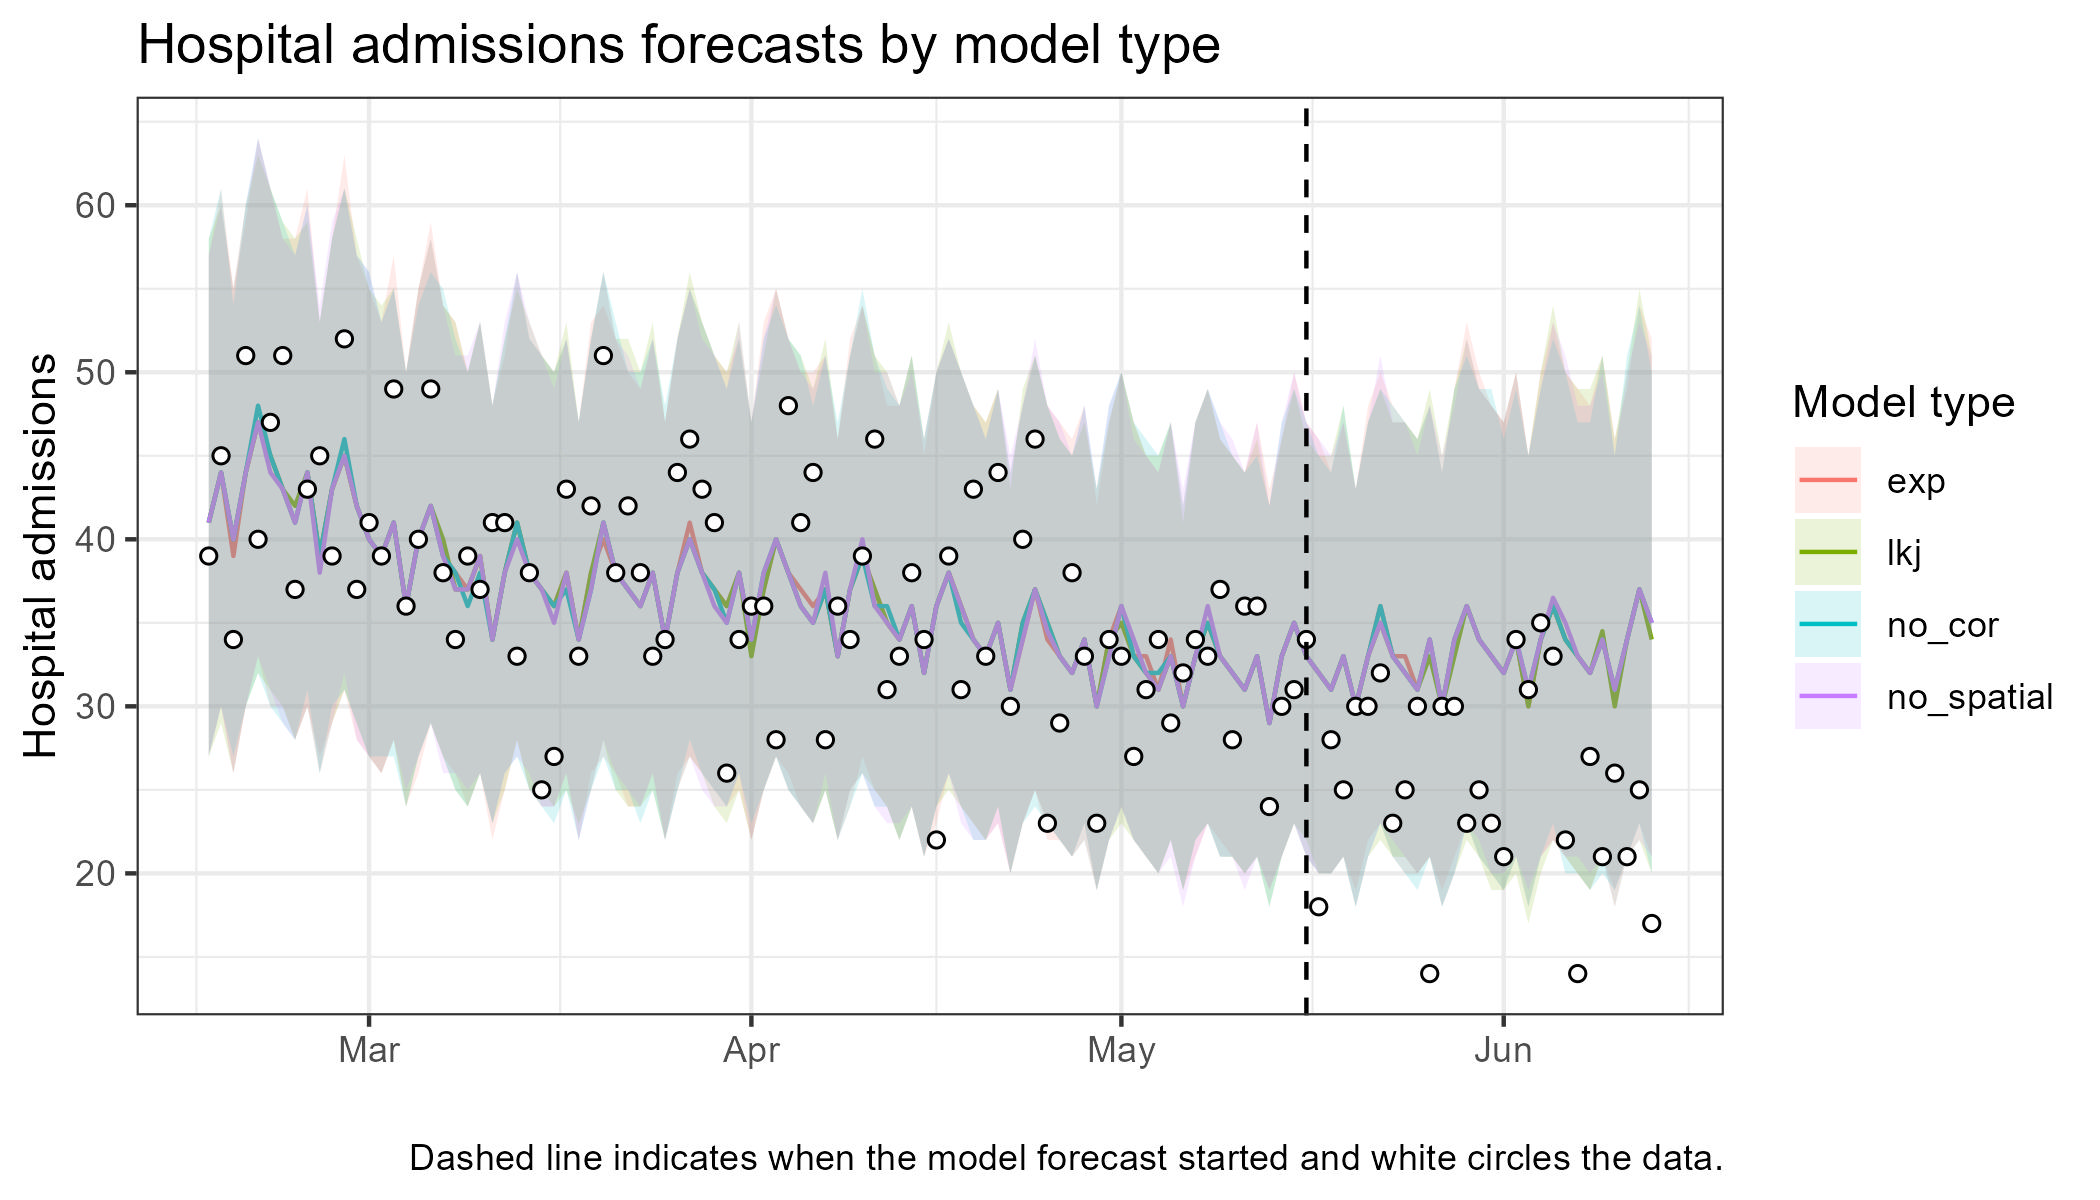 Hospital admissions forecasts by model type
Hospital admissions
60
50
40
30
20
Mar Apr May Jun
Model type
exp
lkj
no_cor
no_spatial
Dashed line indicates when the model forecast started and white circles the data.